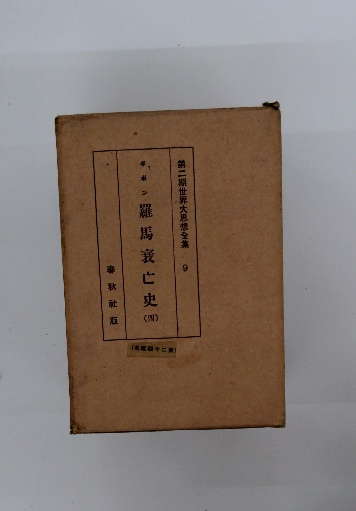 第二期世界大思想全集 9
ギボン 羅馬衰亡史 (四)
春秋社版